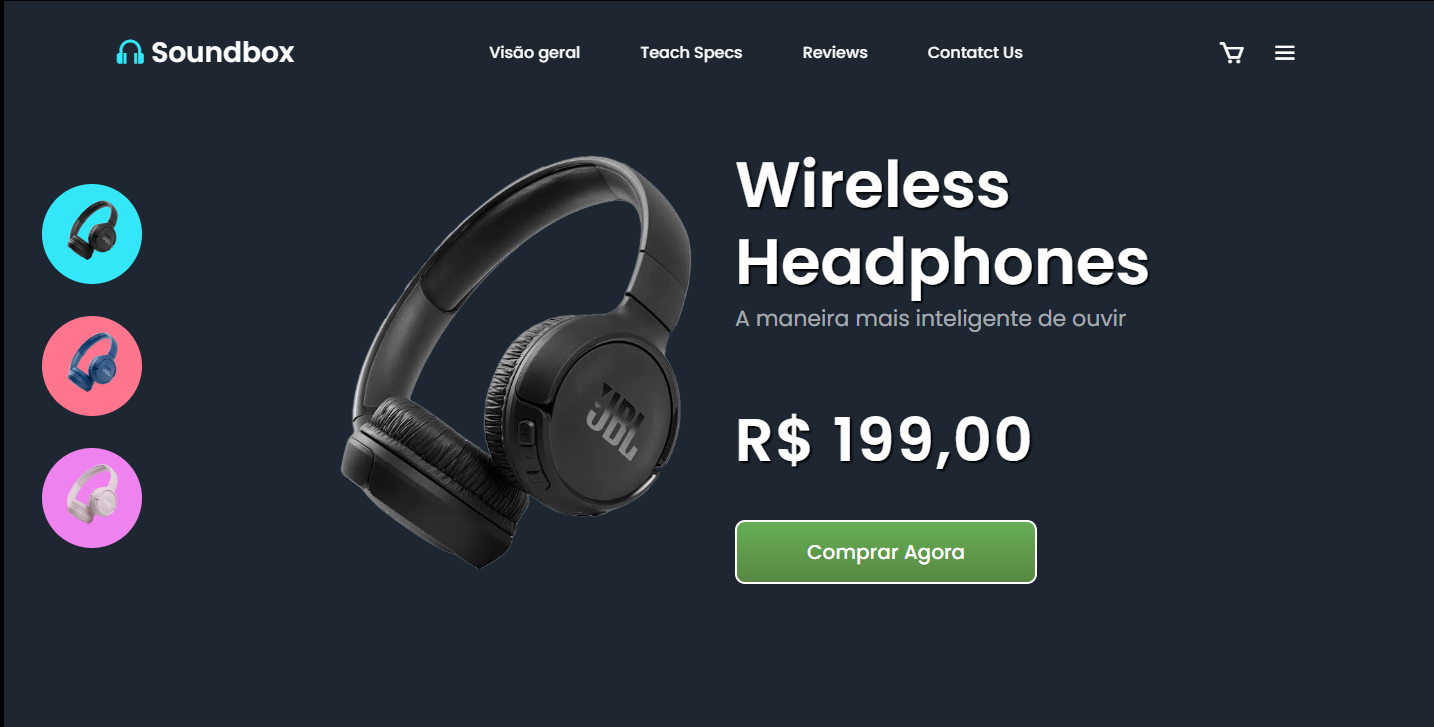 Soundbox
Visão geral
Teach Specs
Reviews
Contatct Us
Wireless
Headphones
A maneira mais inteligente de ouvir
JBL
R$ 199,00
Comprar Agora